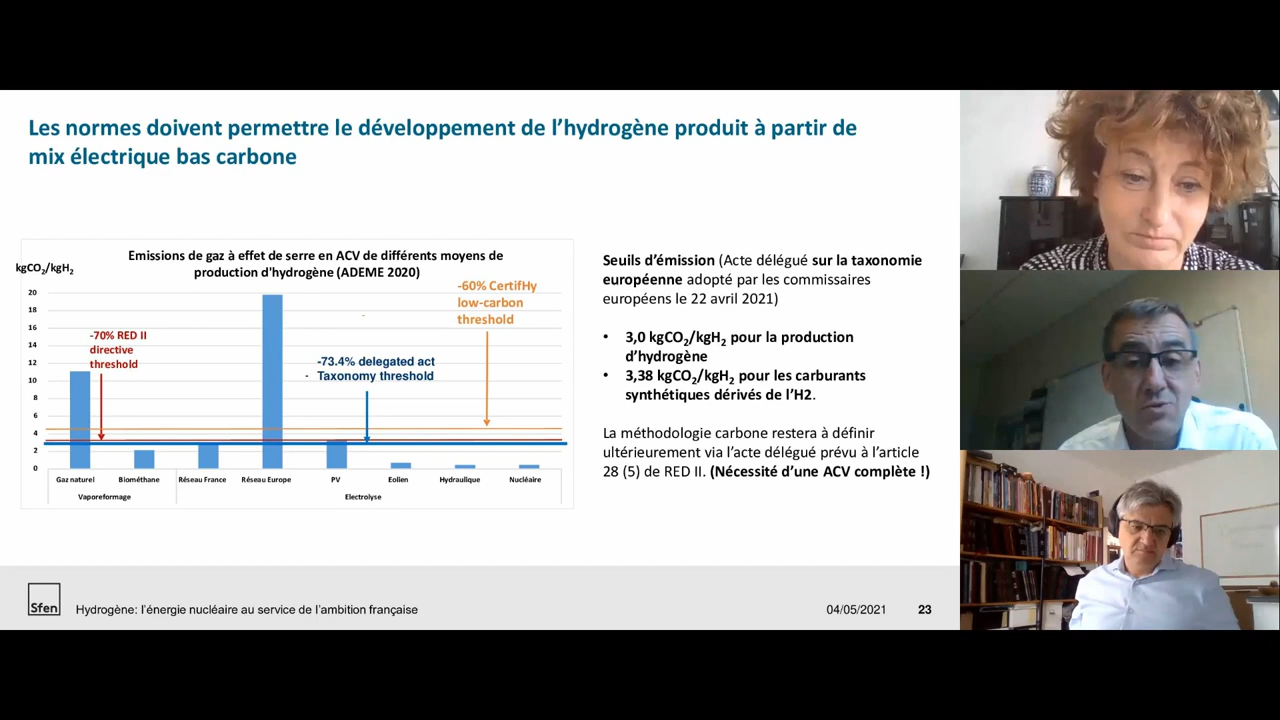 Les normes doivent permettre le développement de l’hydrogène produit à partir de
mix électrique bas carbone
kgCO2/kgH2
Emissions de gaz à effet de serre en ACV de différents moyens de
production d'hydrogène (ADEME 2020)
20
18
16
14
12
10
8
6
4
2
0
-70% RED II
directive
threshold
-73.4% delegated act
- Taxonomy threshold
-60% CertifHy
low-carbon
threshold
Gaz naturel Biométhane Réseau France Réseau Europe PV Eolien Hydraulique Nucléaire
Vaporeformage Electrolyse
Seuils d’émission (Acte délégué sur la taxonomie
européenne adopté par les commissaires
européens le 22 avril 2021)
• 3,0 kgCO2/kgH2 pour la production
d’hydrogène
• 3,38 kgCO2/kgH2 pour les carburants
synthétiques dérivés de l’H2.
La méthodologie carbone restera à définir
ultérieurement via l’acte délégué prévu à l’article
28 (5) de RED II. (Nécessité d’une ACV complète !)
Sfen
Hydrogène: l’énergie nucléaire au service de l’ambition française
04/05/2021 23